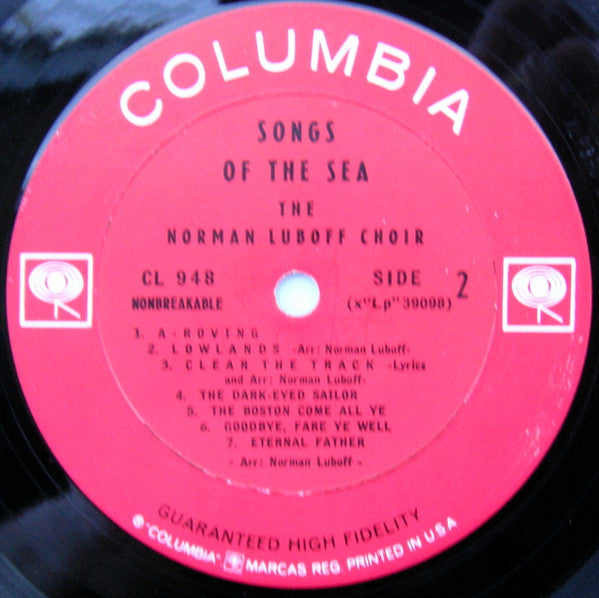 COLUMBIA
SONGS
OF THE SEA
THE
NORMAN LUBOFF CHOIR
CL 948 SIDE 2
NONBREAKABLE (x"Lp" 39098)
1. A-ROVING
2. LOWLANDS -Arr: Norman Luboff-
3. CLEAR THE TRACK -Lyrics
and Arr: Norman Luboff-
4. THE DARK-EYED SAILOR
5. THE BOSTON COME ALL YE
6. GOODBYE, FARE YE WELL
7. ETERNAL FATHER
- Arr: Norman Luboff -
GUARANTEED HIGH FIDELITY
® "COLUMBIA" MARCAS REG. PRINTED IN U.S.A.